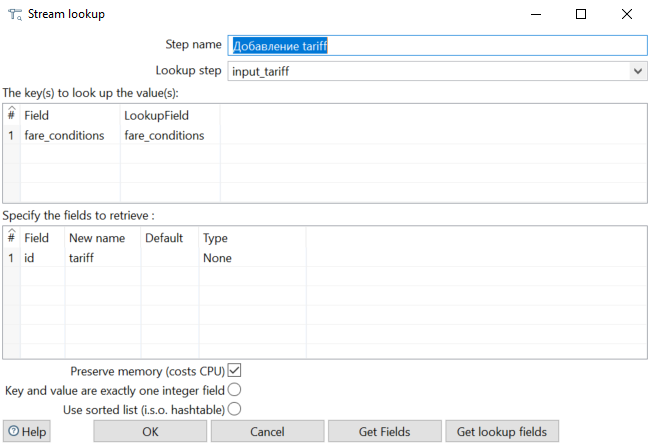 Stream lookup
Step name Добавление tariff
Lookup step input_tariff
The key(s) to look up the value(s):
# Field LookupField
1 fare_conditions fare_conditions
Specify the fields to retrieve :
# Field New name Default Type
1 id tariff None
Preserve memory (costs CPU)
Key and value are exactly one integer field
Use sorted list (i.s.o. hashtable)
Help OK Cancel Get Fields Get lookup fields